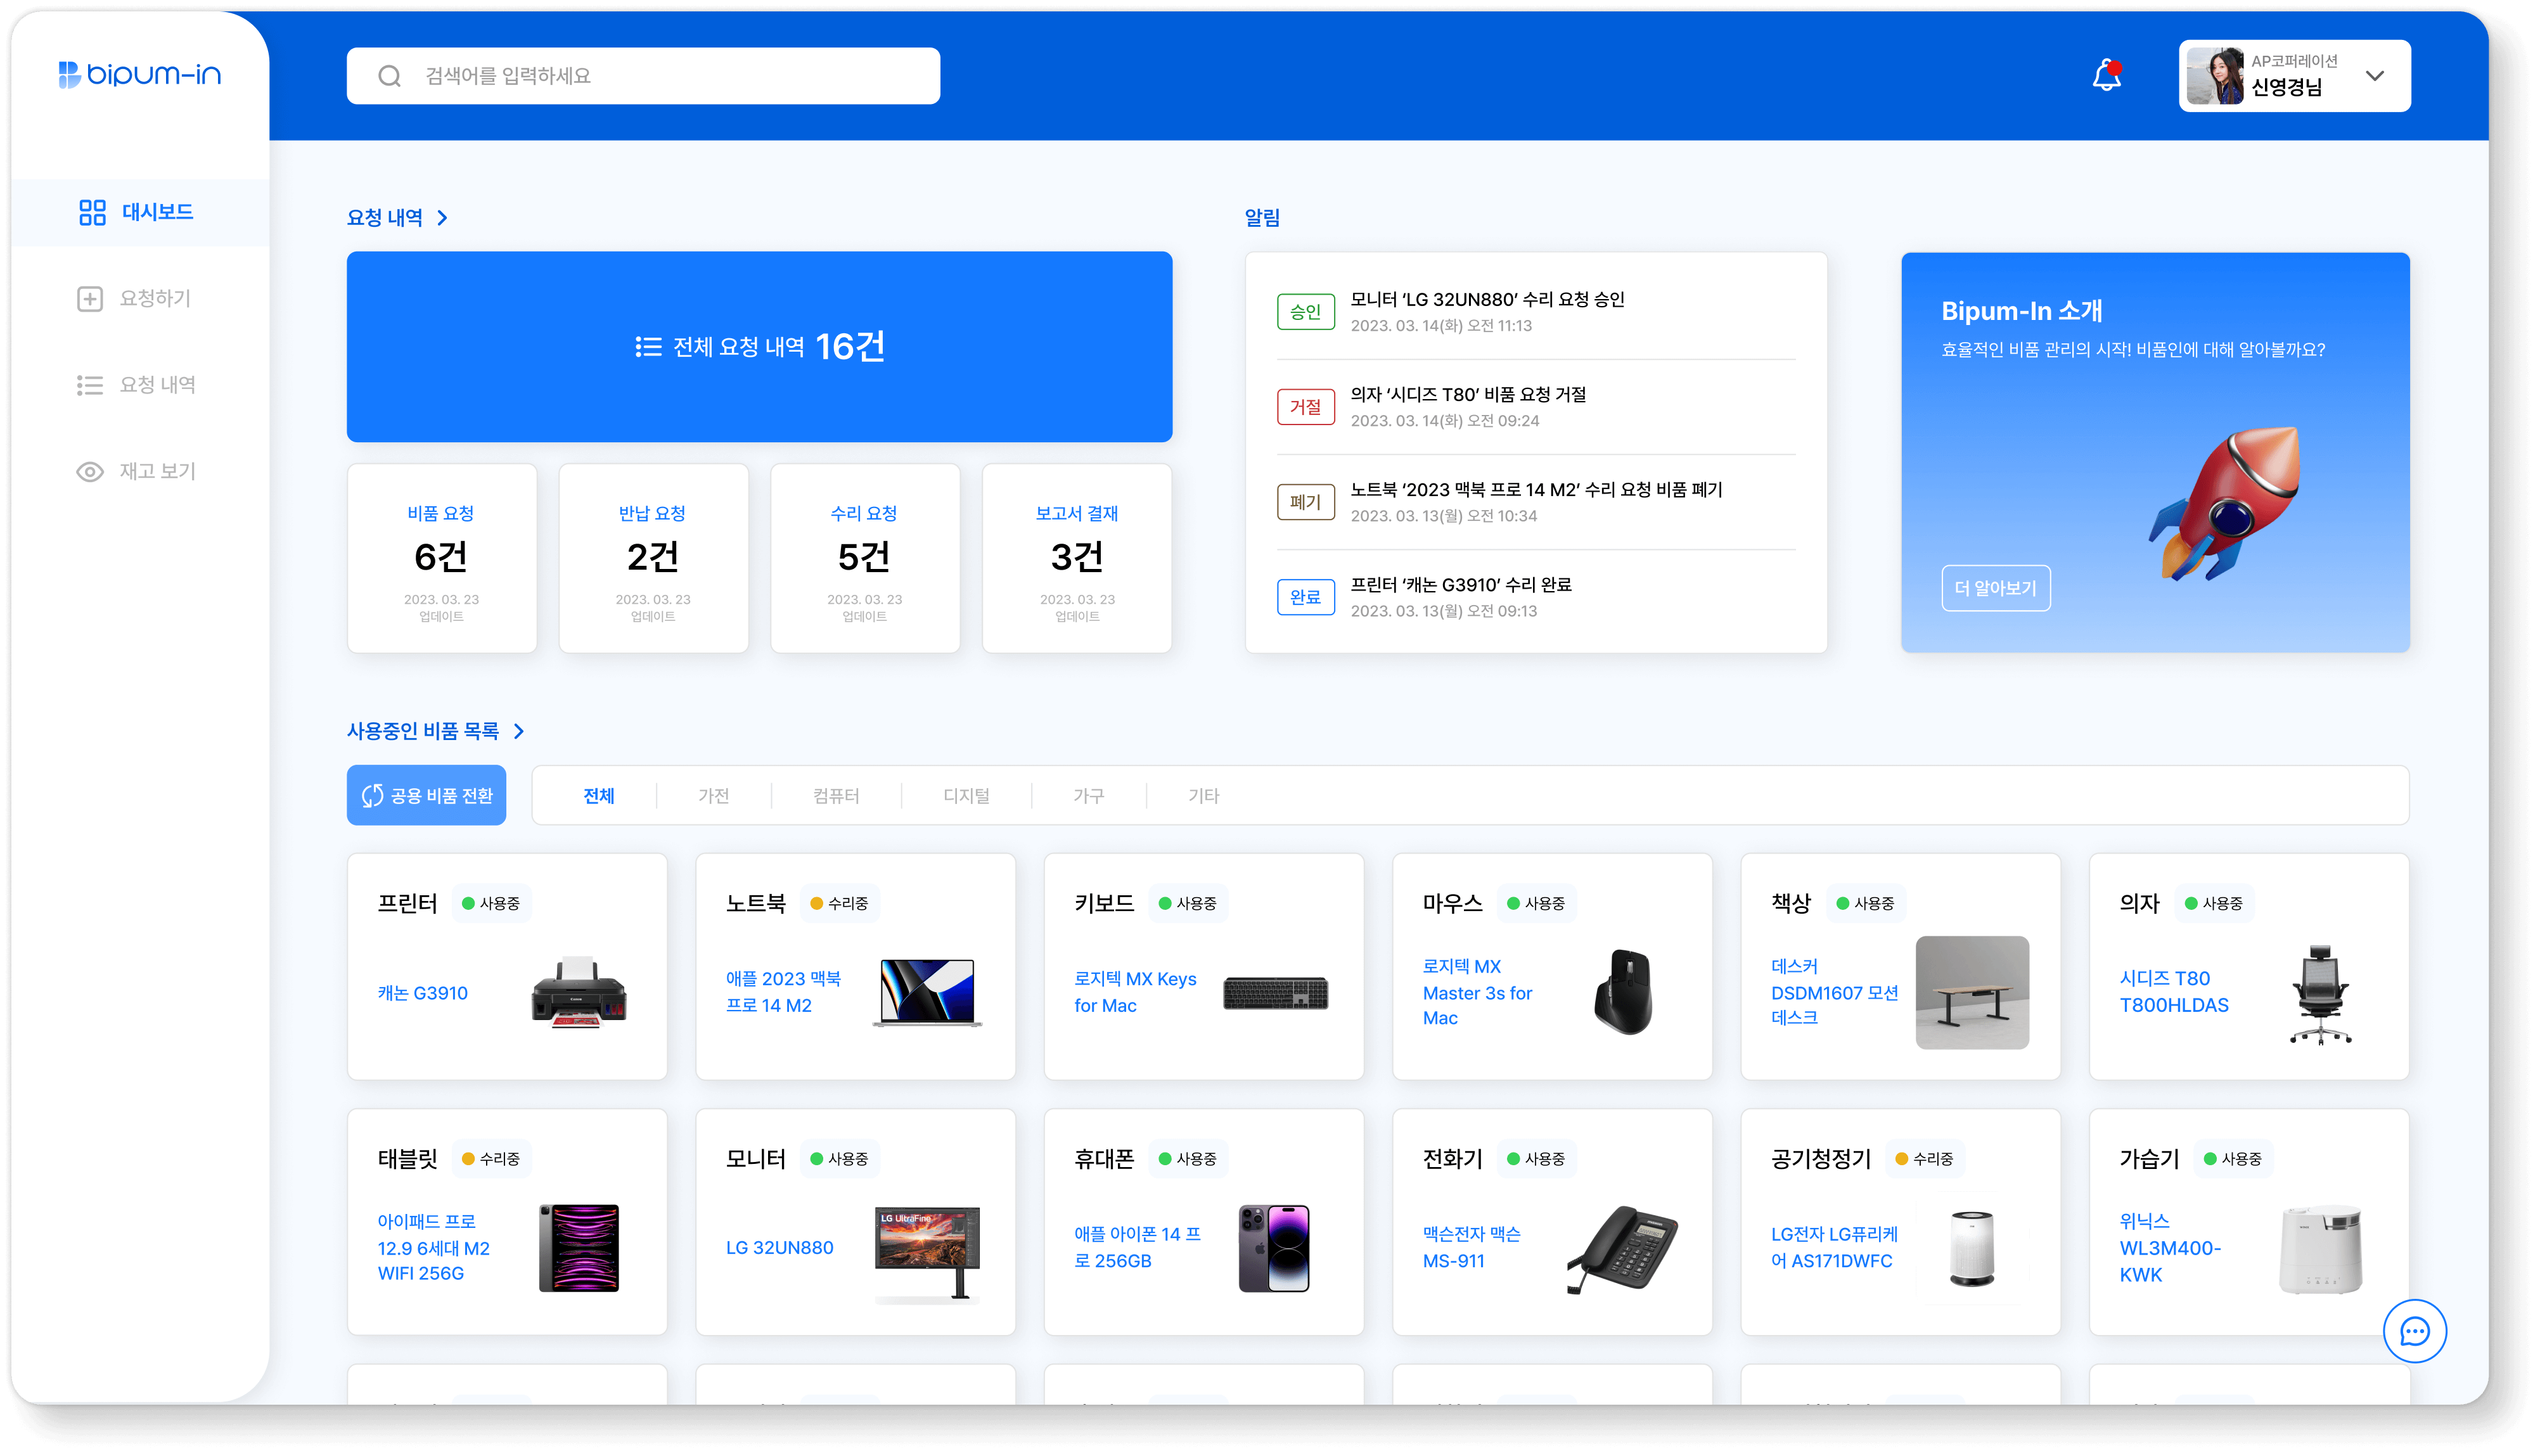 bipum-in
검색어를 입력하세요
AP코퍼레이션
신영경님
대시보드
요청하기
요청 내역
재고 보기
요청 내역
전체 요청 내역 16건
비품 요청
6건
2023. 03. 23
업데이트
반납 요청
2건
2023. 03. 23
업데이트
수리 요청
5건
2023. 03. 23
업데이트
보고서 결재
3건
2023. 03. 23
업데이트
알림
승인
모니터 ‘LG 32UN880’ 수리 요청 승인
2023. 03. 14(화) 오전 11:13
거절
의자 ‘시디즈 T80’ 비품 요청 거절
2023. 03. 14(화) 오전 09:24
폐기
노트북 ‘2023 맥북 프로 14 M2’ 수리 요청 비품 폐기
2023. 03. 13(월) 오전 10:34
완료
프린터 ‘캐논 G3910’ 수리 완료
2023. 03. 13(월) 오전 09:13
Bipum-In 소개
효율적인 비품 관리의 시작! 비품인에 대해 알아볼까요?
더 알아보기
사용중인 비품 목록
공용 비품 전환
전체
가전
컴퓨터
디지털
가구
기타
프린터 사용중
캐논 G3910
노트북 수리중
애플 2023 맥북
프로 14 M2
키보드 사용중
로지텍 MX Keys
for Mac
마우스 사용중
로지텍 MX
Master 3s for
Mac
책상 사용중
데스커
DSDM1607 모션
데스크
의자 사용중
시디즈 T80
T800HLDAS
태블릿 수리중
아이패드 프로
12.9 6세대 M2
WIFI 256G
모니터 사용중
LG 32UN880
LG UltraFine
휴대폰 사용중
애플 아이폰 14 프
로 256GB
전화기 사용중
맥슨전자 맥슨
MS-911
공기청정기 수리중
LG전자 LG퓨리케
어 AS171DWFC
가습기 사용중
위닉스
WL3M400-
KWK